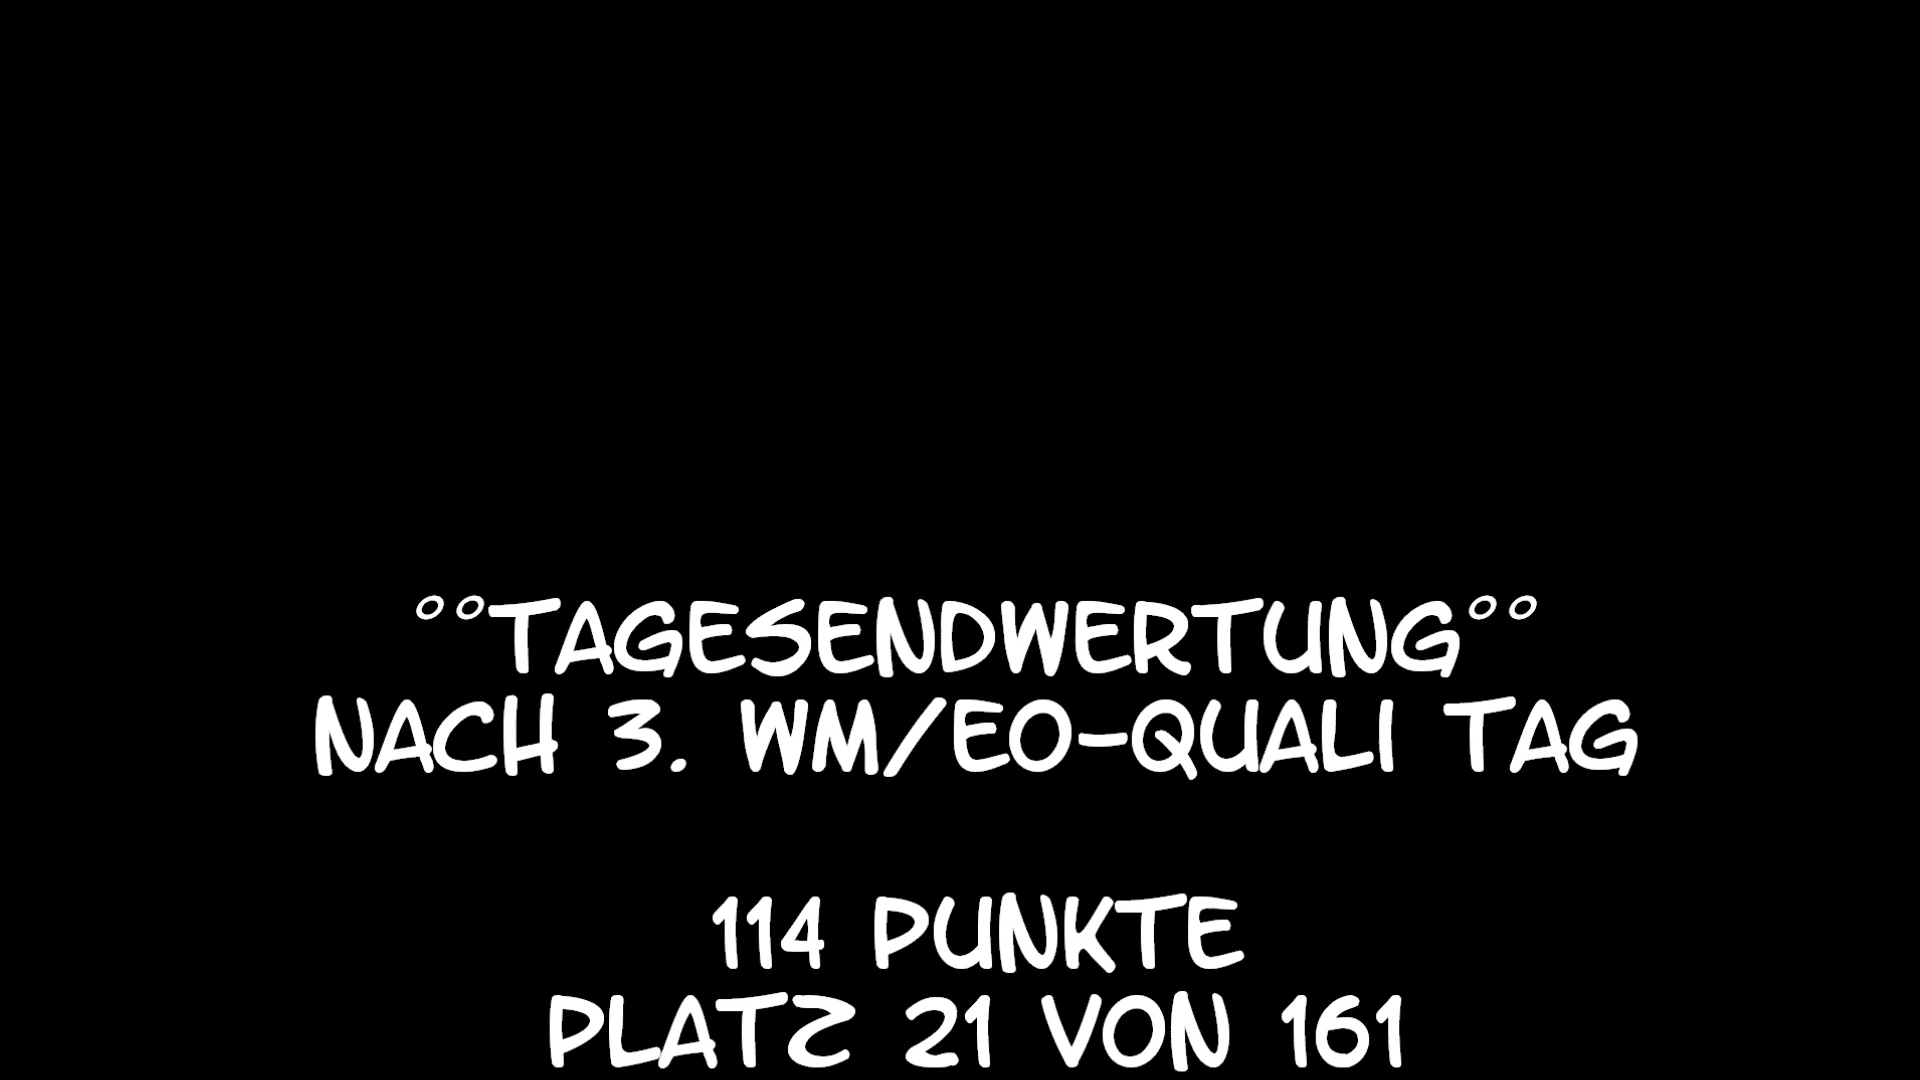 °°TAGESENDWERTUNG°°
NACH 3. WM/EO-QUALI TAG
114 PUNKTE
PLATZ 21 VON 161